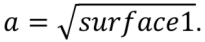 a = √surface1.